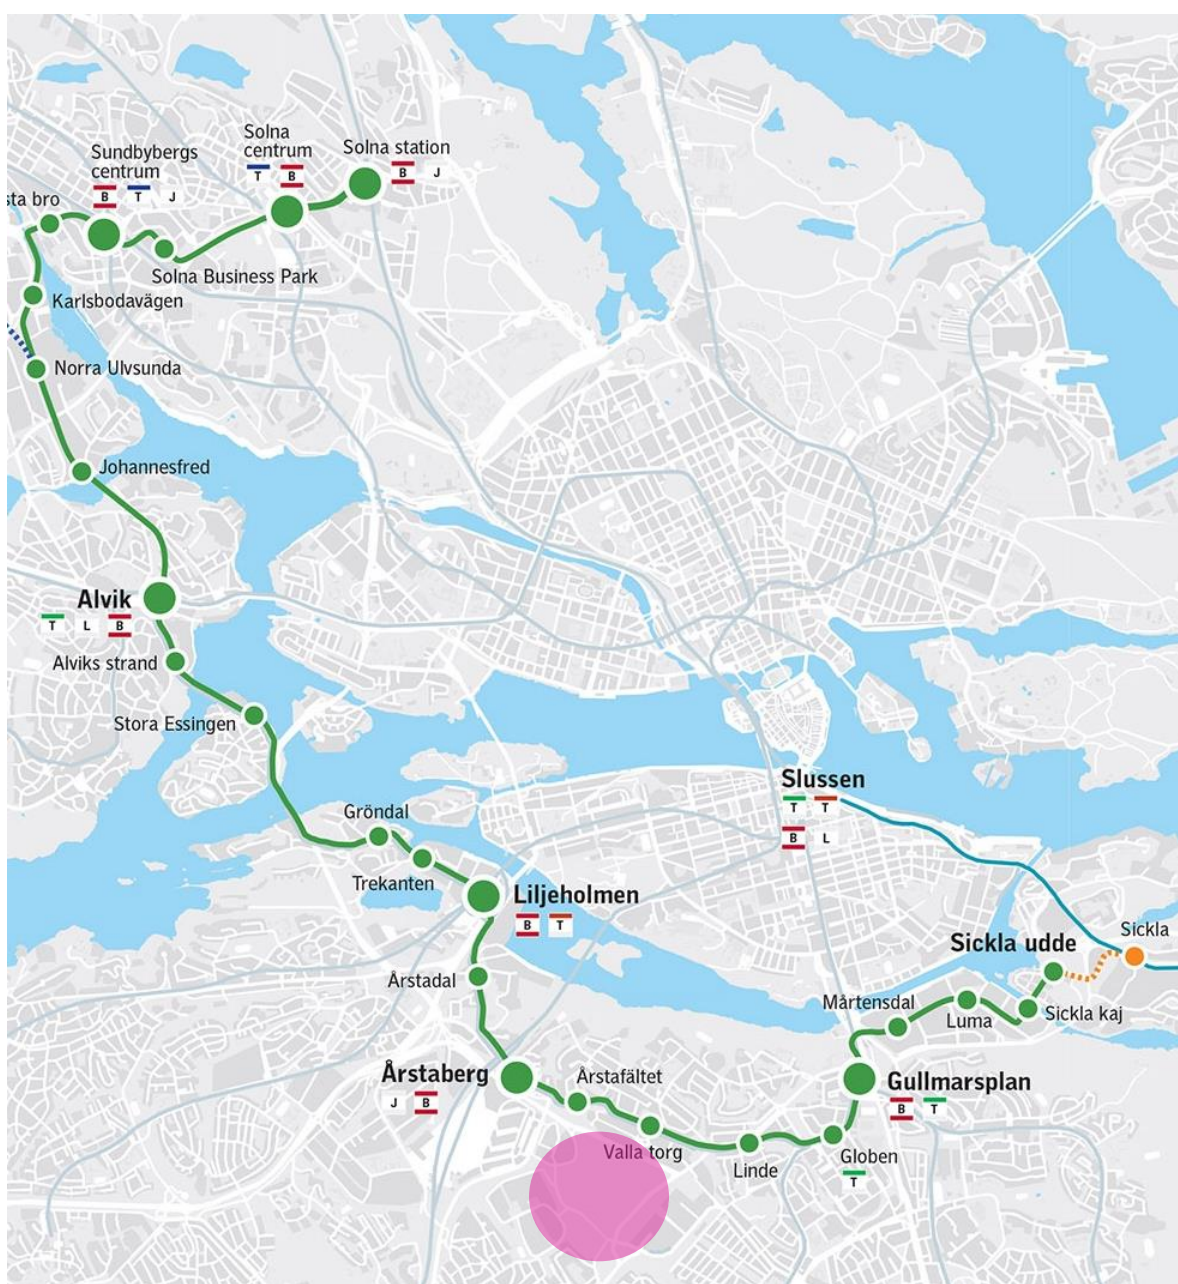 Solna
centrum
T B
Solna station
B J
Sundbybergs
centrum
B T J
sta bro
Solna Business Park
Karlsbodavägen
Norra Ulvsunda
Johannesfred
Alvik
T L B
Alviks strand
Stora Essingen
Slussen
T T
B L
Gröndal
Trekanten
Liljeholmen
B T
Sickla
Sickla udde
Årstadal
Mårtensdal
Luma
Sickla kaj
Årstaberg
J B
Årstafältet
Gullmarsplan
B T
Valla torg
Linde
Globen
T